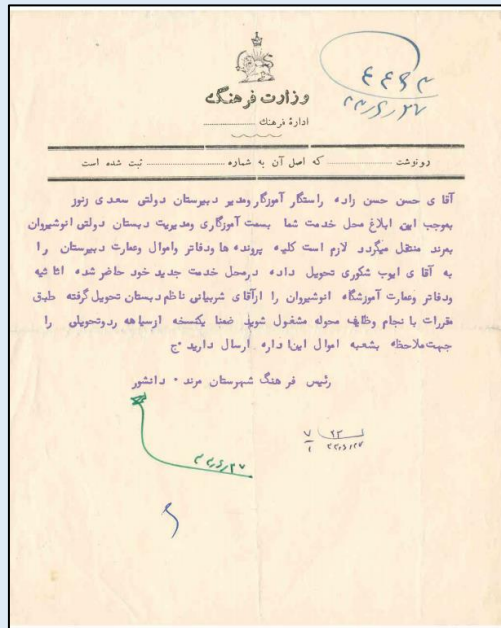 وزارت فرهنگ
ادارهٔ فرهنگ
رونوشت که اصل آن به شماره ثبت شده است
آقای حسن حسن زاده راستگار آموزگار ومدیر دبیرستان دولتی سعدی زنوز
بموجب این ابلاغ محل خدمت شما بسمت آموزگاری ومدیریت دبستان دولتی انوشیروان
بمرند منتقل میگردد لازم است کلیه پرونده ها ودفاتر واموال وعمارت دبیرستان را
به آقای ایوب شکوری تحویل داده درمحل خدمت جدید خود حاضر شده اثاثیه
ودفاتر وعمارت آموزشگاه انوشیروان را ازآقای شربیانی ناظم دبستان تحویل گرفته طبق
مقررات با نجام وظایف محوله مشغول شوید ضمنا یکنسخه ازسیاهه ردوتحویلی را
جهت ملاحظه بشعبه اموال این اداره ارسال دارید ج
رئیس فرهنگ شهرستان مرند ۰ دانشور